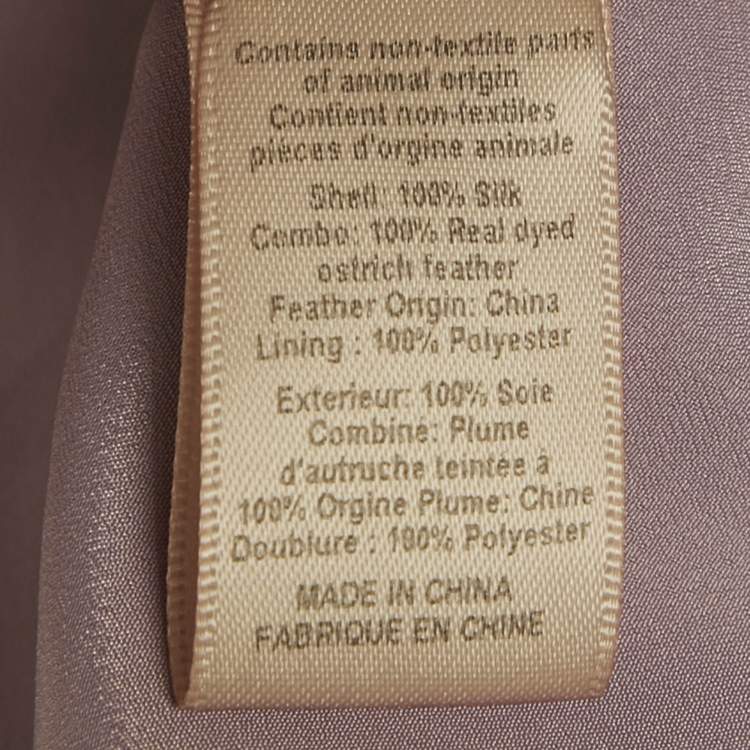 Contains non-textile parts
of animal origin
Contient non-textiles
pieces d'orgine animale
Shell: 100% Silk
Combo: 100% Real dyed
ostrich feather
Feather Origin: China
Lining : 100% Polyester
Exterieur: 100% Soie
Combine: Plume
d'autruche teintée à
100% Orgine Plume: Chine
Doublure : 100% Polyester
MADE IN CHINA
FABRIQUE EN CHINE